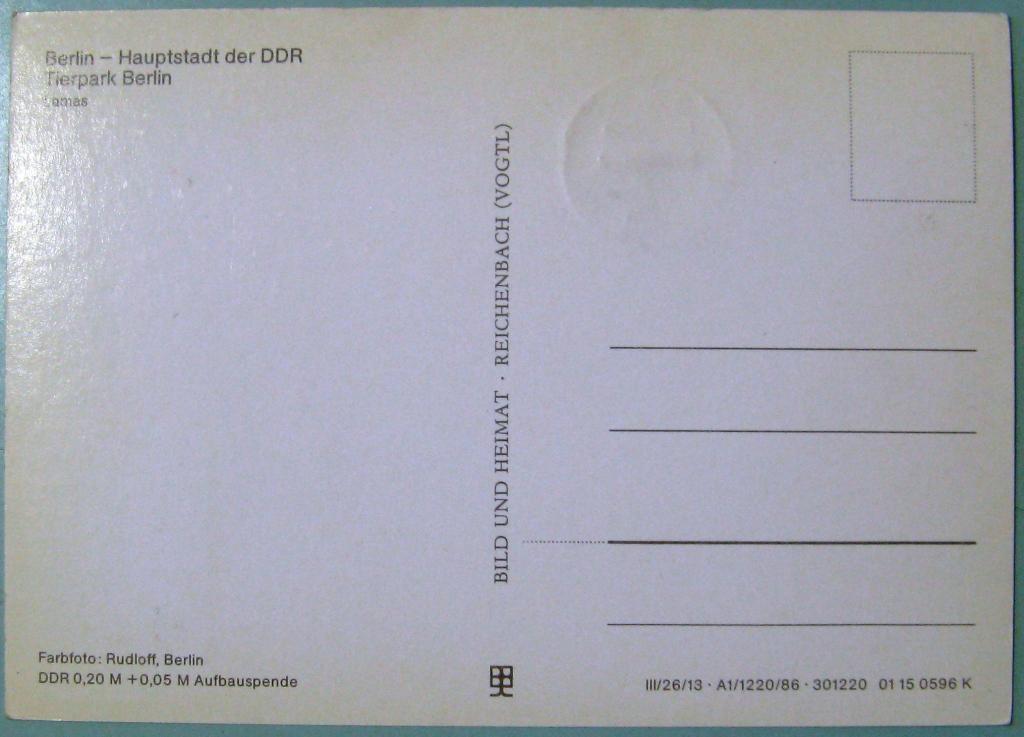 Berlin – Hauptstadt der DDR
Tierpark Berlin
Lamas
BILD UND HEIMAT · REICHENBACH (VOGTL)
Farbfoto: Rudloff, Berlin
DDR 0,20 M +0,05 M Aufbauspende
III/26/13 · A1/1220/86 · 301220 01 15 0596 K